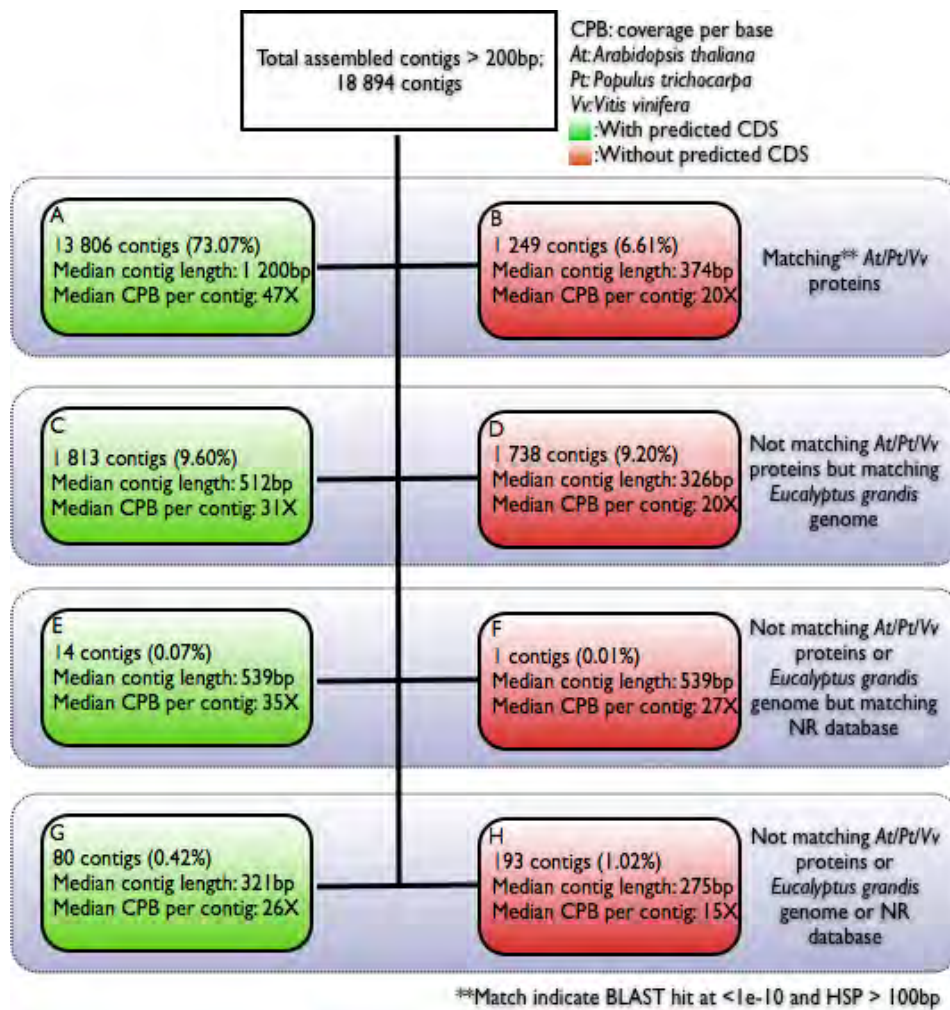 Total assembled contigs > 200bp:
18 894 contigs
CPB: coverage per base
At: Arabidopsis thaliana
Pt: Populus trichocarpa
Vv: Vitis vinifera
:With predicted CDS
:Without predicted CDS
A
13 806 contigs (73.07%)
Median contig length: 1 200bp
Median CPB per contig: 47X
B
1 249 contigs (6.61%)
Median contig length: 374bp
Median CPB per contig: 20X
Matching** At/Pt/Vv
proteins
C
1 813 contigs (9.60%)
Median contig length: 512bp
Median CPB per contig: 31X
D
1 738 contigs (9.20%)
Median contig length: 326bp
Median CPB per contig: 20X
Not matching At/Pt/Vv
proteins but matching
Eucalyptus grandis
genome
E
14 contigs (0.07%)
Median contig length: 539bp
Median CPB per contig: 35X
F
1 contigs (0.01%)
Median contig length: 539bp
Median CPB per contig: 27X
Not matching At/Pt/Vv
proteins or
Eucalyptus grandis
genome but matching
NR database
G
80 contigs (0.42%)
Median contig length: 321bp
Median CPB per contig: 26X
H
193 contigs (1.02%)
Median contig length: 275bp
Median CPB per contig: 15X
Not matching At/Pt/Vv
proteins or
Eucalyptus grandis
genome or NR
database
**Match indicate BLAST hit at <1e-10 and HSP > 100bp